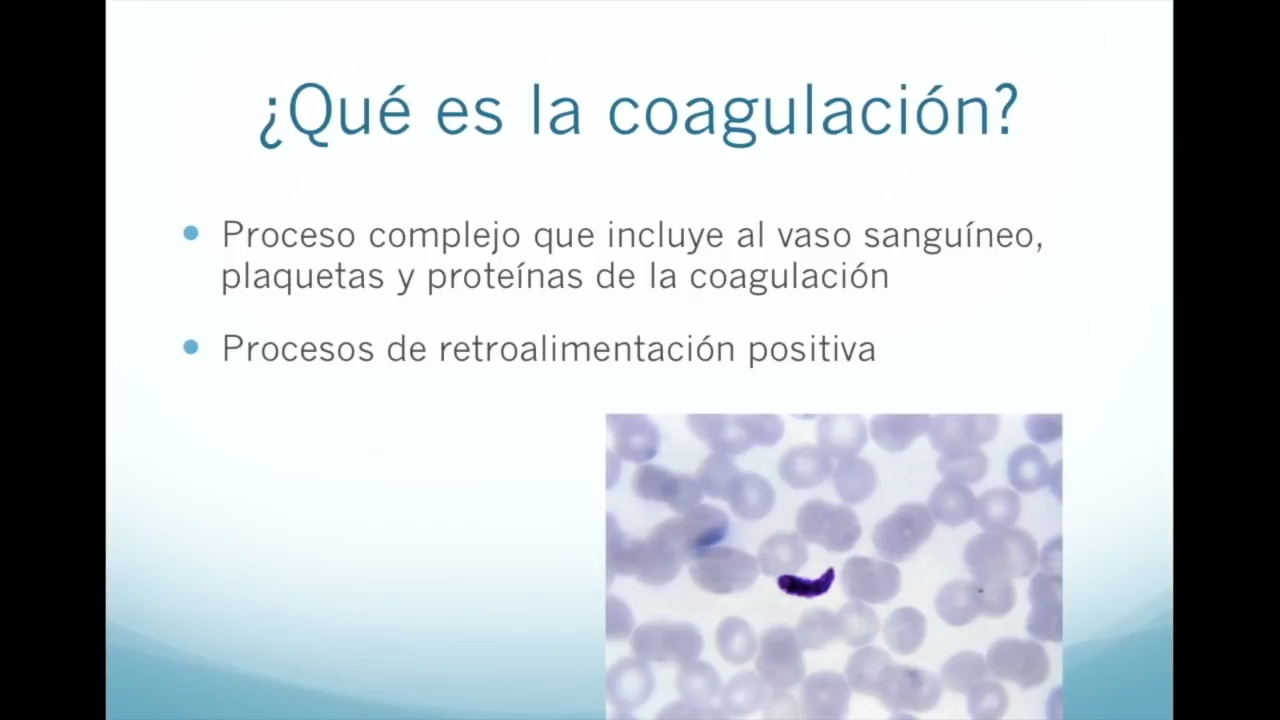 ¿Qué es la coagulación?
• Proceso complejo que incluye al vaso sanguíneo,
plaquetas y proteínas de la coagulación
• Procesos de retroalimentación positiva